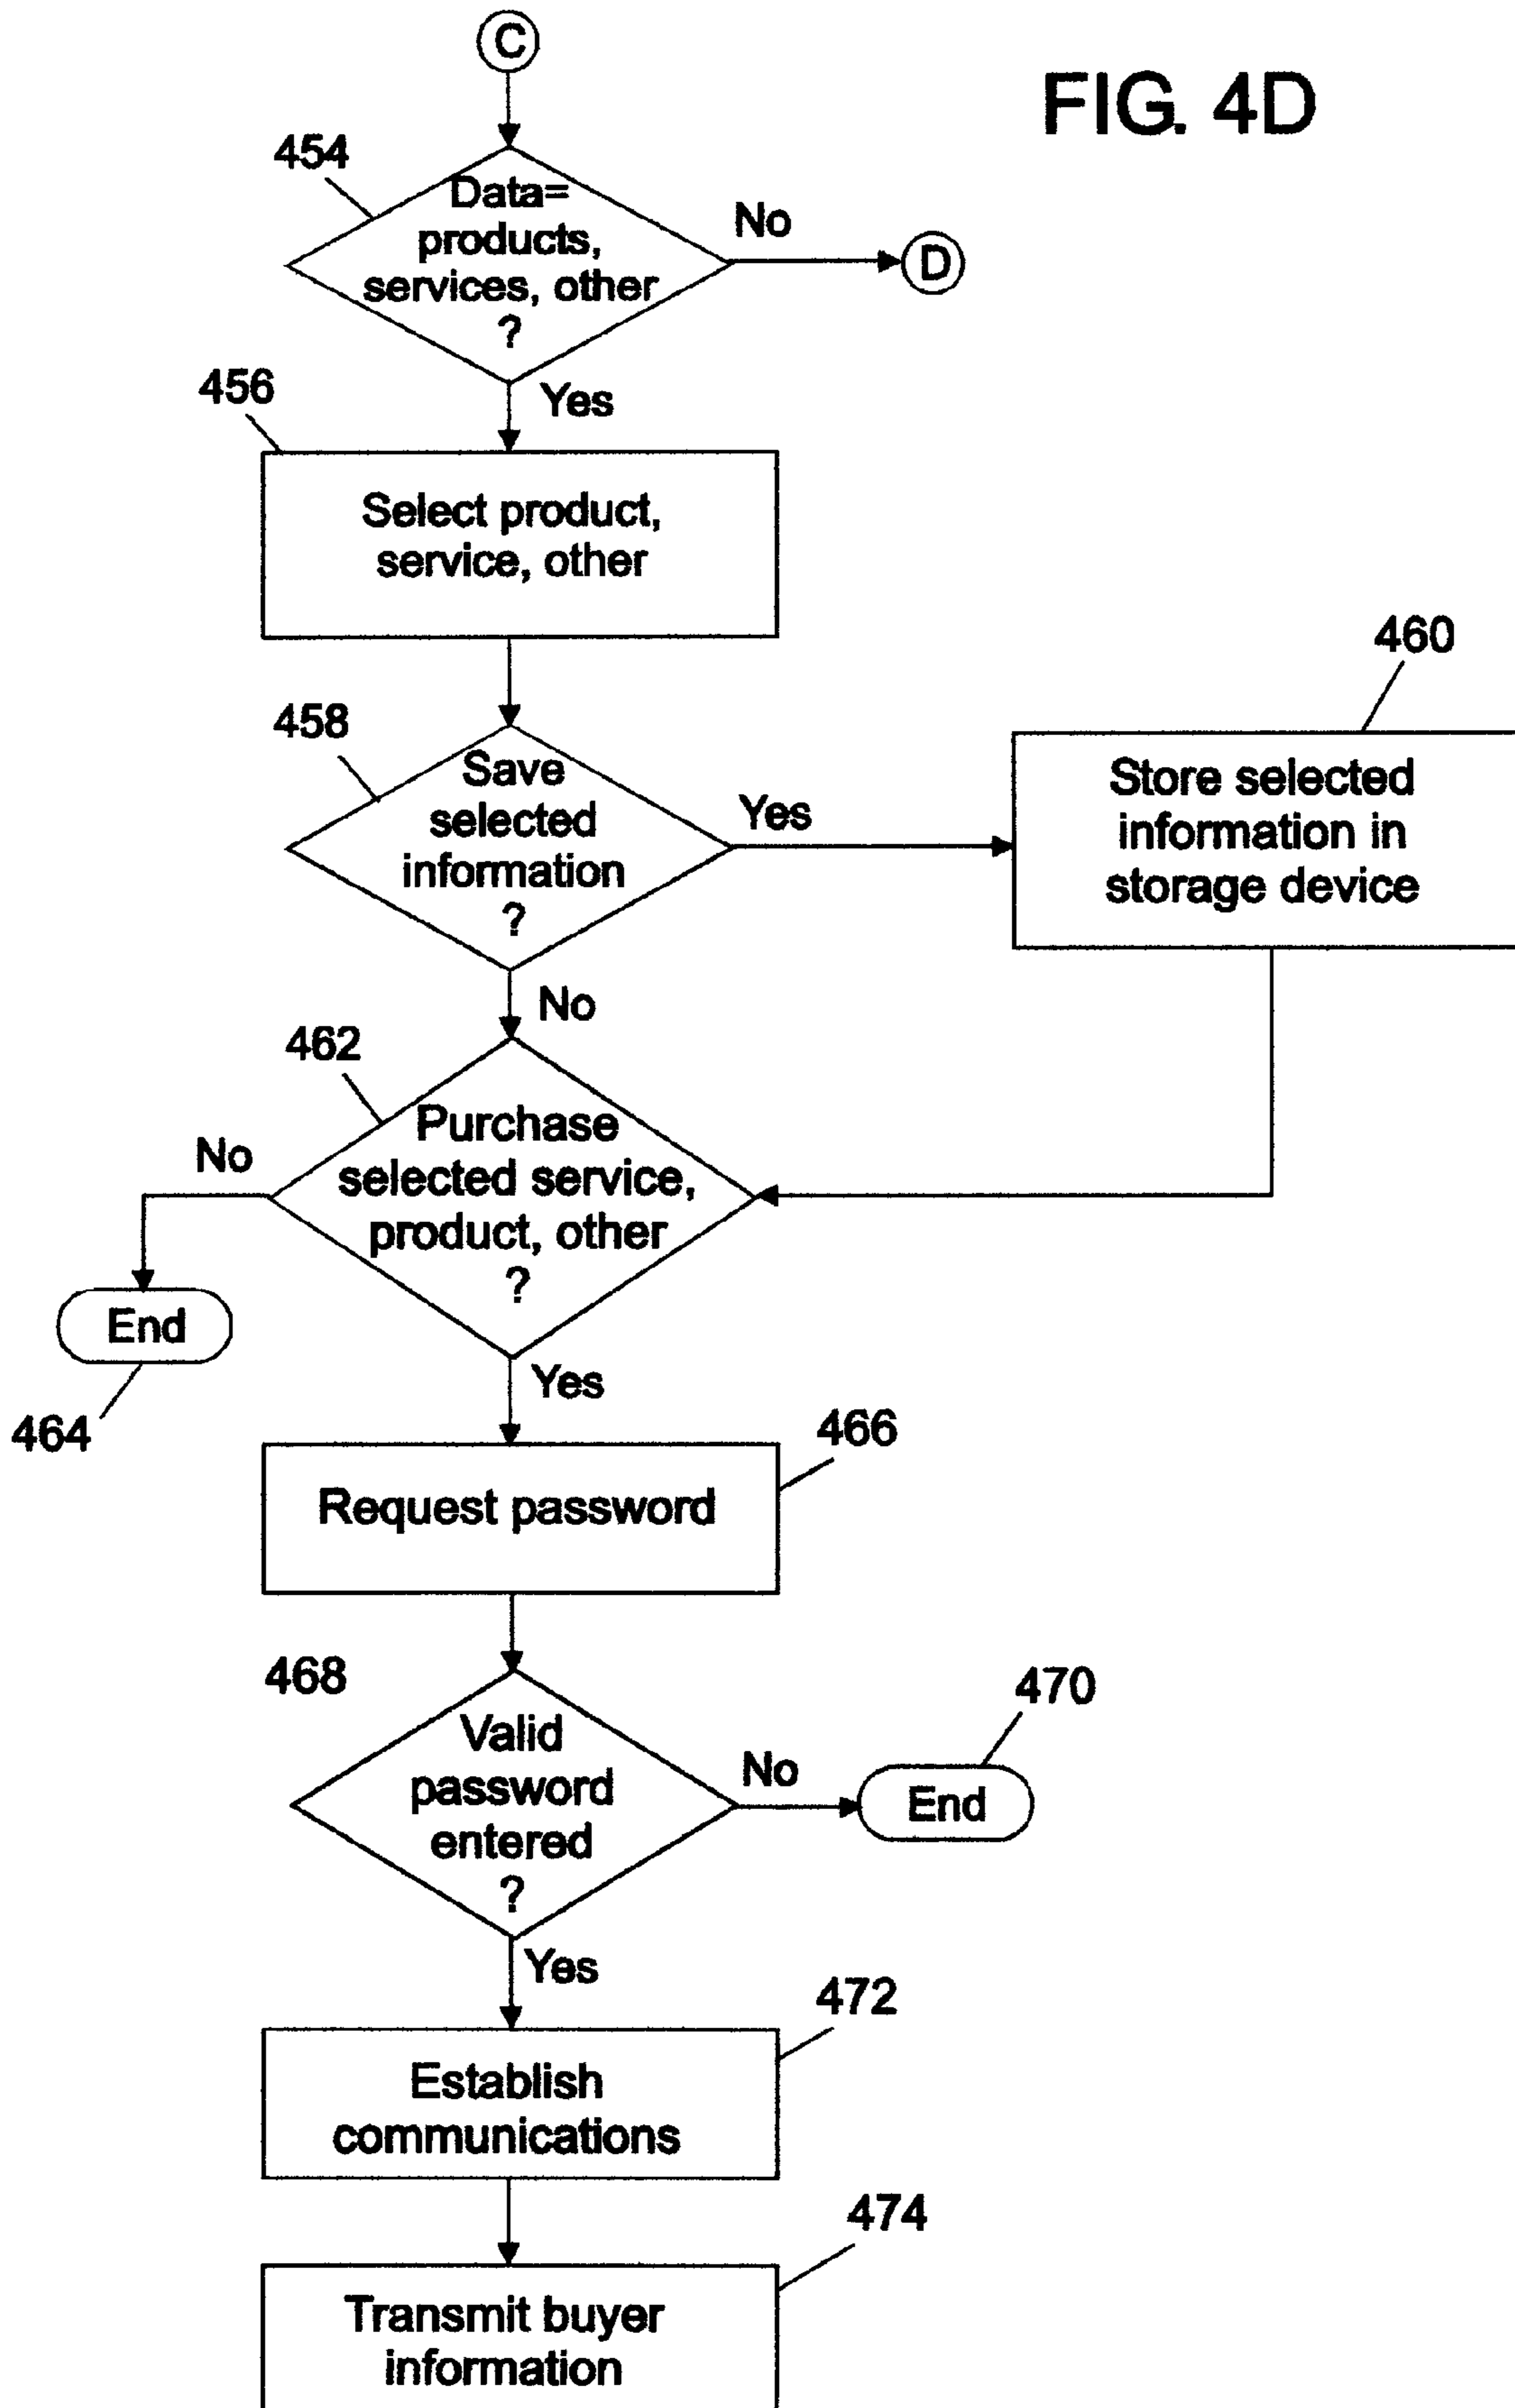 C
FIG. 4D
454
Data=
products,
services, other
?
No
D
Yes
456
Select product,
service, other
458
Save
selected
information
?
Yes
460
Store selected
information in
storage device
No
462
Purchase
selected service,
product, other
?
No
End
464
Yes
466
Request password
468
Valid
password
entered
?
No
470
End
Yes
472
Establish
communications
474
Transmit buyer
information